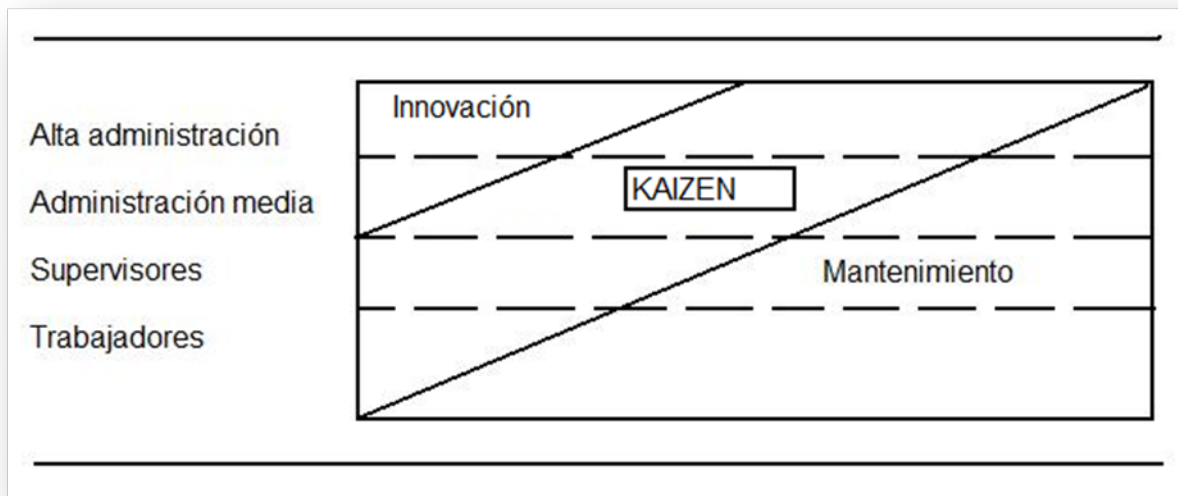 Innovación
Alta administración
KAIZEN
Administración media
Supervisores
Mantenimiento
Trabajadores